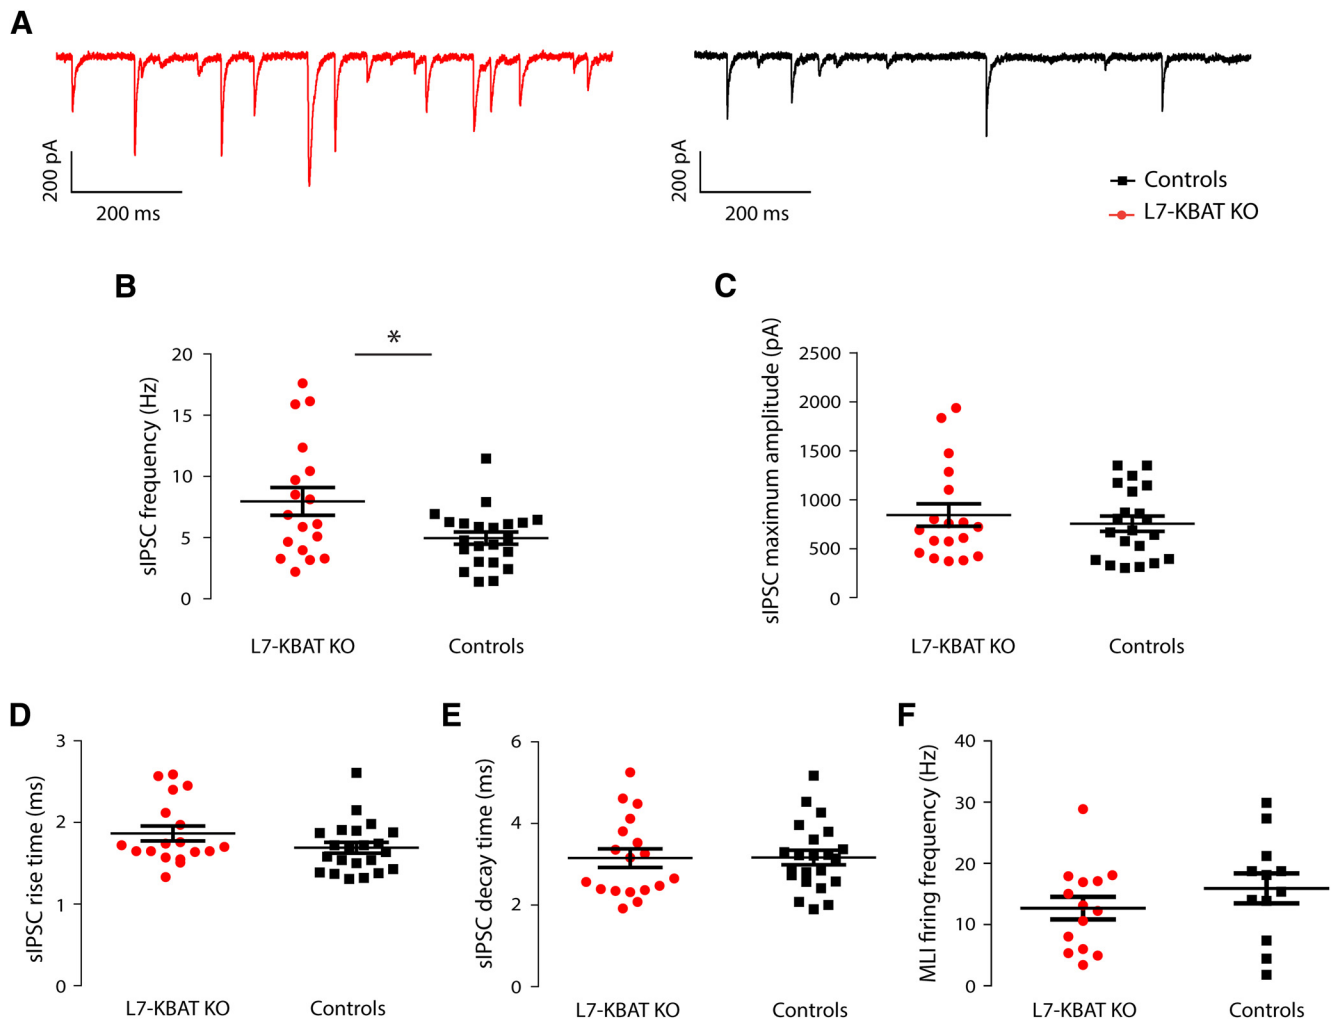 A
200 pA
200 ms
200 pA
200 ms
Controls
L7-KBAT KO
B
sIPSC frequency (Hz)
20
15
10
5
0
*
L7-KBAT KO
Controls
C
sIPSC maximum amplitude (pA)
2500
2000
1500
1000
500
0
L7-KBAT KO
Controls
D
sIPSC rise time (ms)
3
2
1
0
L7-KBAT KO
Controls
E
sIPSC decay time (ms)
6
4
2
0
L7-KBAT KO
Controls
F
MLI firing frequency (Hz)
40
30
20
10
0
L7-KBAT KO
Controls